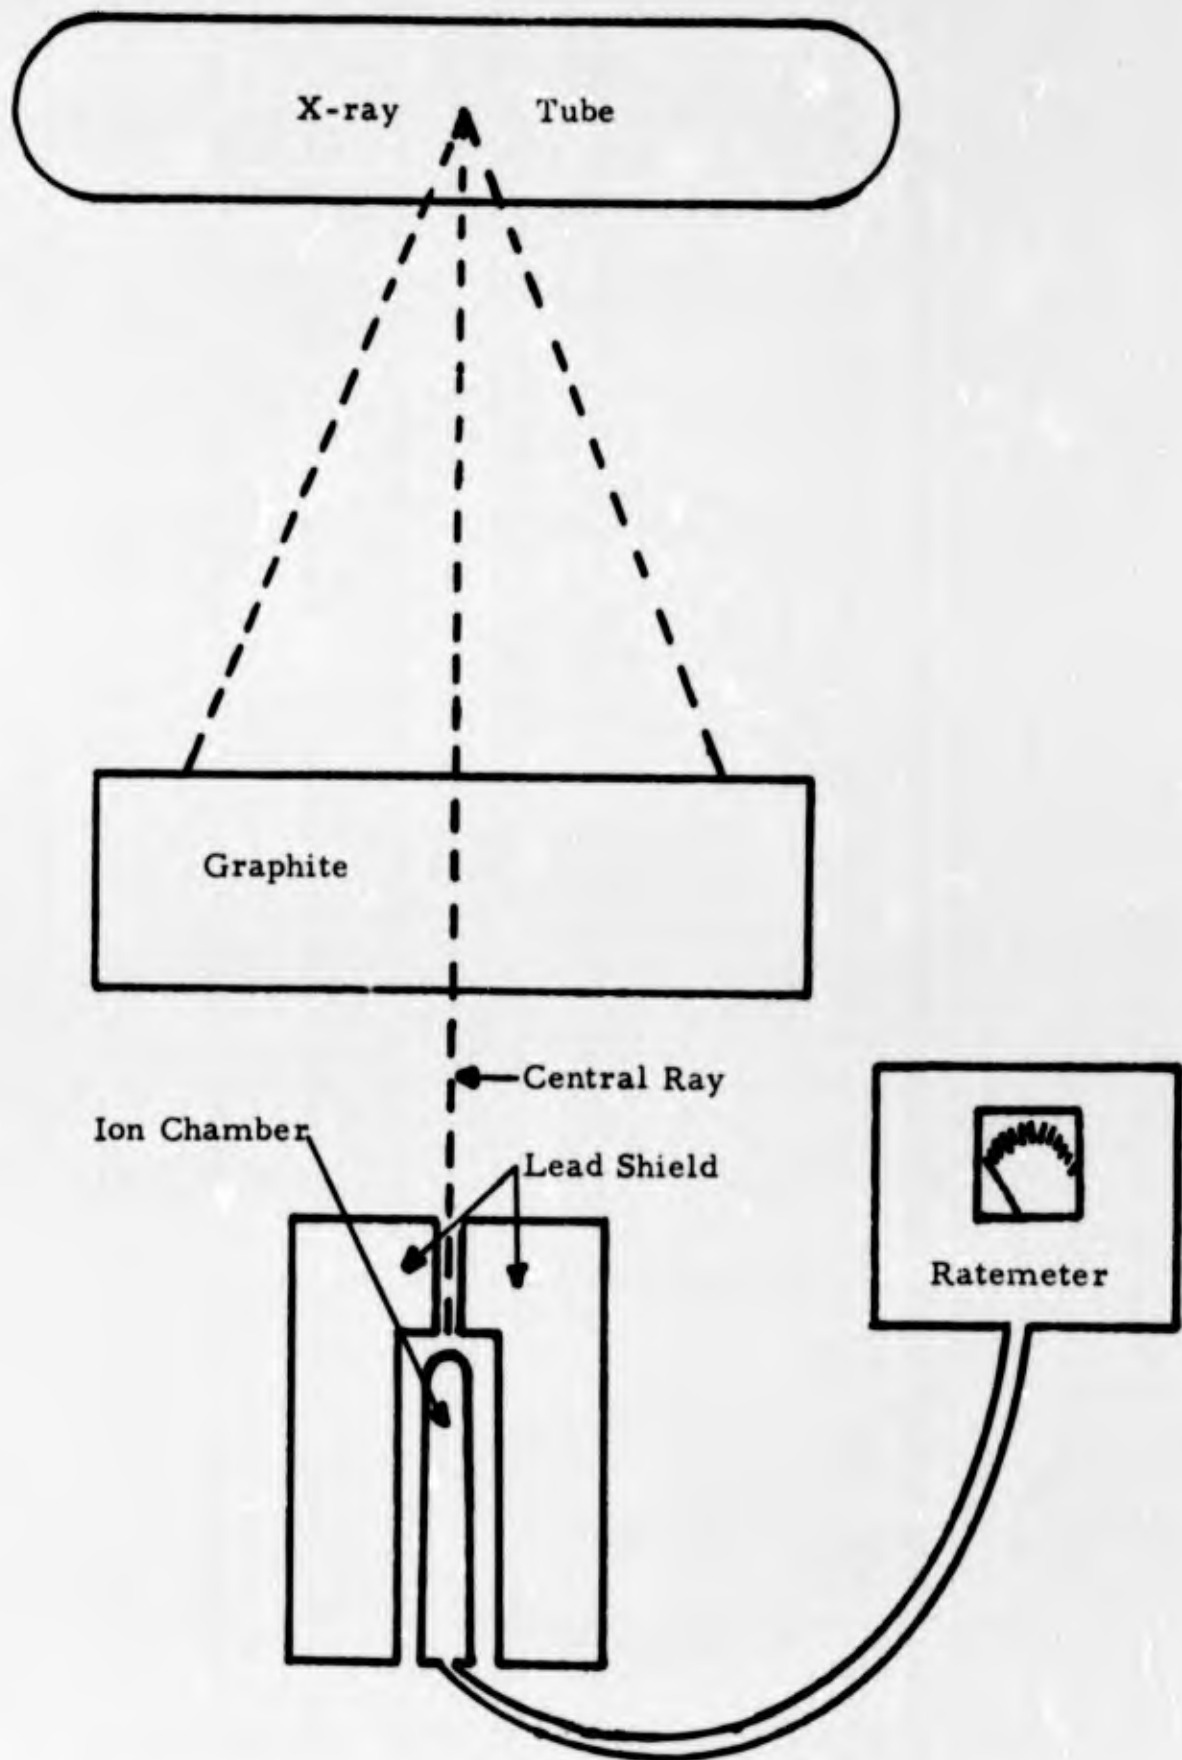 X-ray Tube
Graphite
Central Ray
Ion Chamber
Lead Shield
Ratemeter